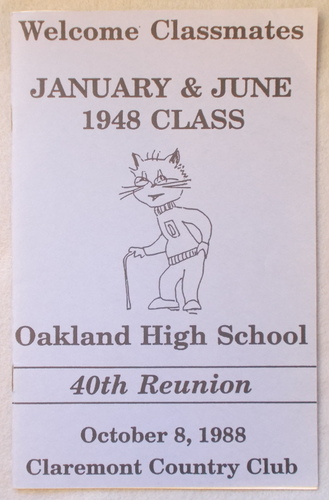 Welcome Classmates
JANUARY & JUNE
1948 CLASS
O
Oakland High School
40th Reunion
October 8, 1988
Claremont Country Club